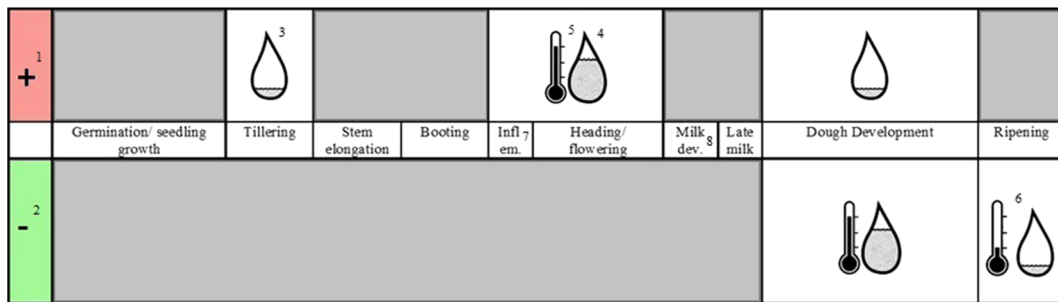 + 1
3
5 4
Germination/ seedling growth
Tillering
Stem elongation
Booting
Infl 7 em.
Heading/ flowering
Milk dev. 8
Late milk
Dough Development
Ripening
- 2
6